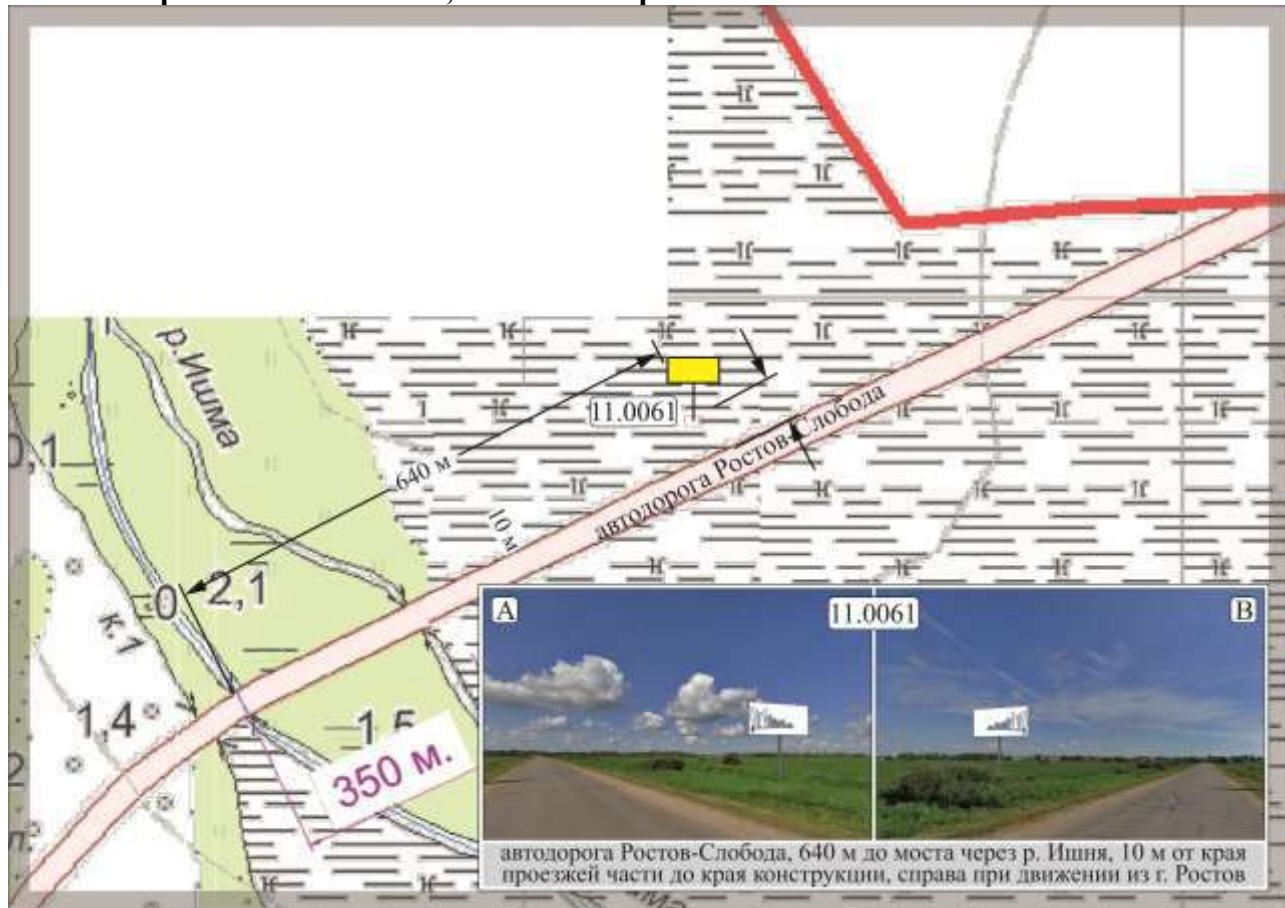 р.Ишма
11.0061
0,1
640 м
автодорога Ростов-Слобода
10 м
0
2,1
к.1
1,4
1,5
350 м.
2
л.
A
11.0061
B
автодорога Ростов-Слобода, 640 м до моста через р. Ишня, 10 м от края
проезжей части до края конструкции, справа при движении из г. Ростов